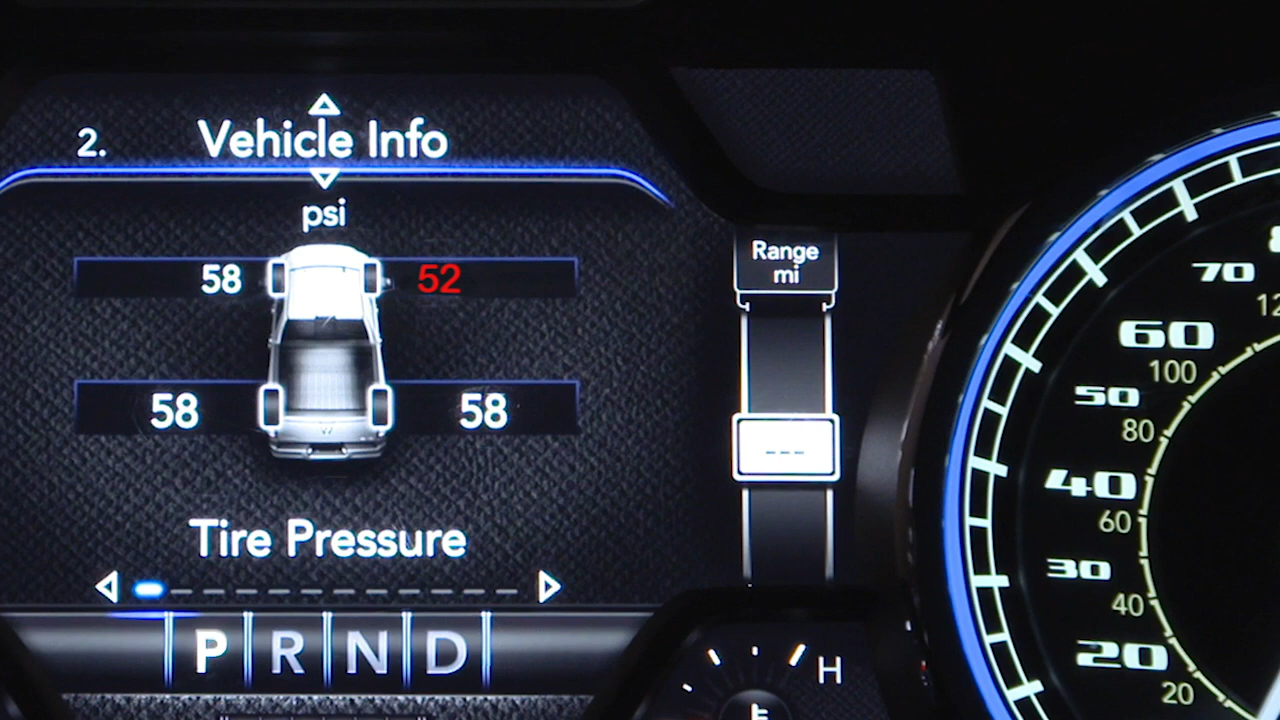 2. Vehicle Info
psi
58 52
58 58
Tire Pressure
P R N D
Range
mi
---
H
70
60
100
50
80
40
60
30
40
20
20